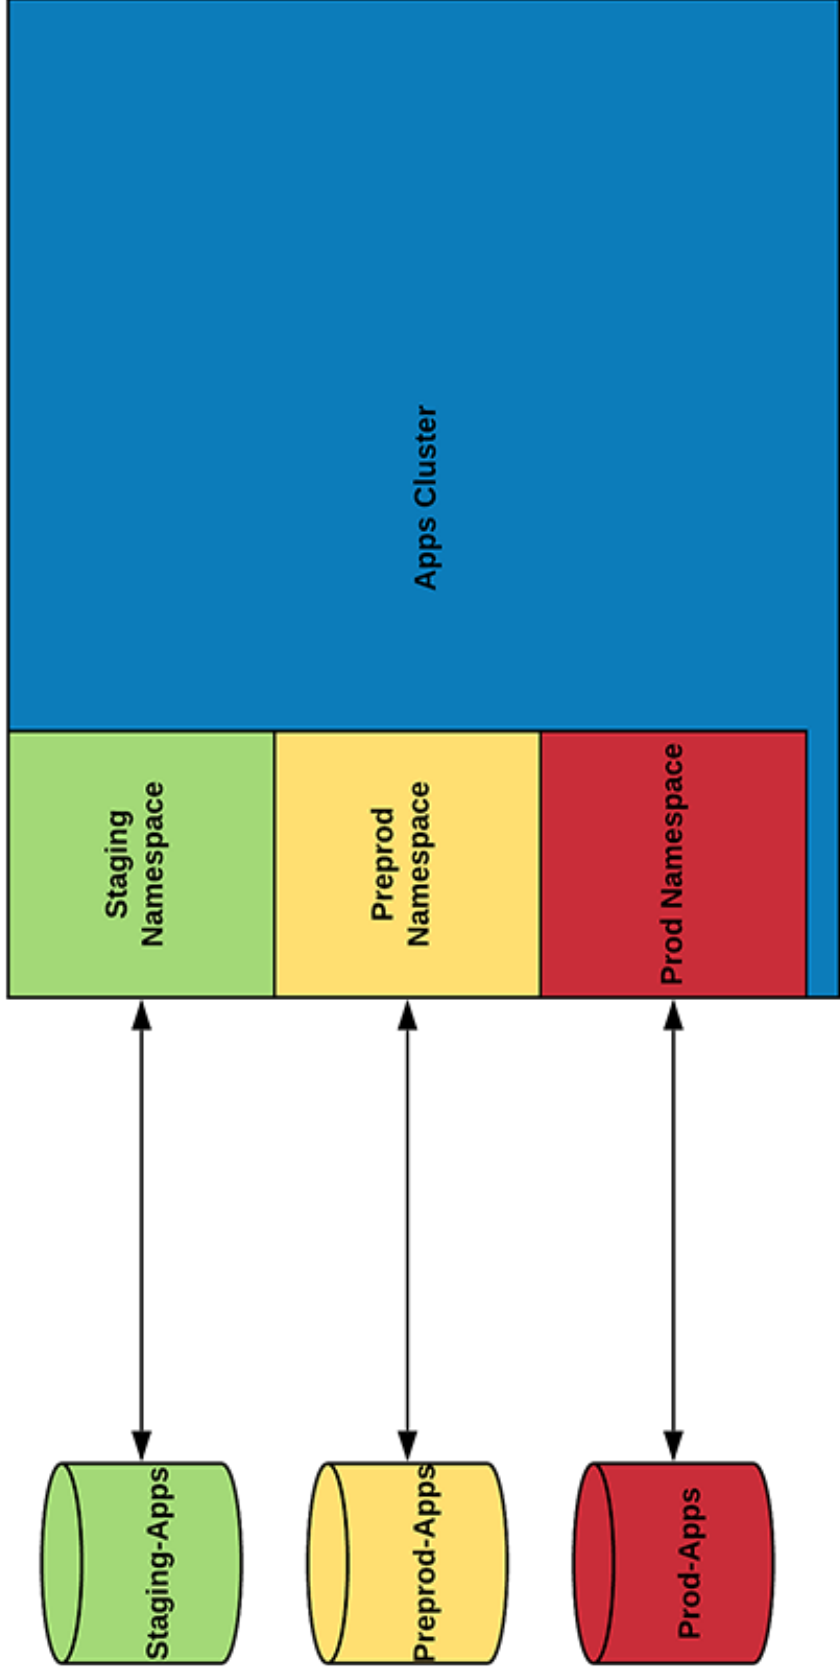 Staging-Apps
Staging
Namespace
Preprod-Apps
Preprod
Namespace
Apps Cluster
Prod-Apps
Prod Namespace